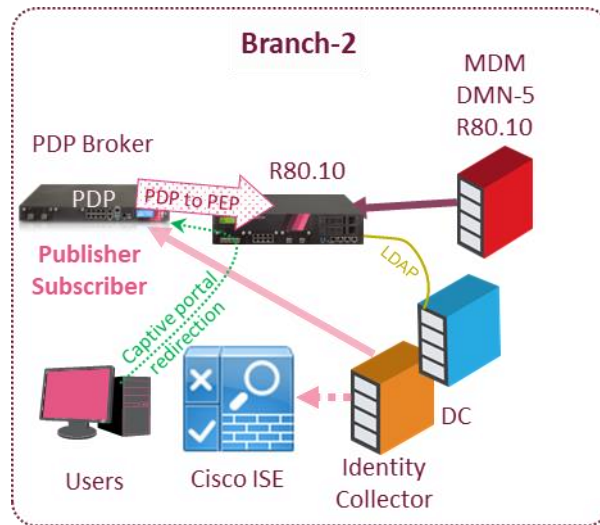 Branch-2
MDM
DMN-5
R80.10
PDP Broker
R80.10
PDP
PDP to PEP
Publisher
Subscriber
LDAP
Captive portal
redirection
DC
Users
Cisco ISE
Identity
Collector